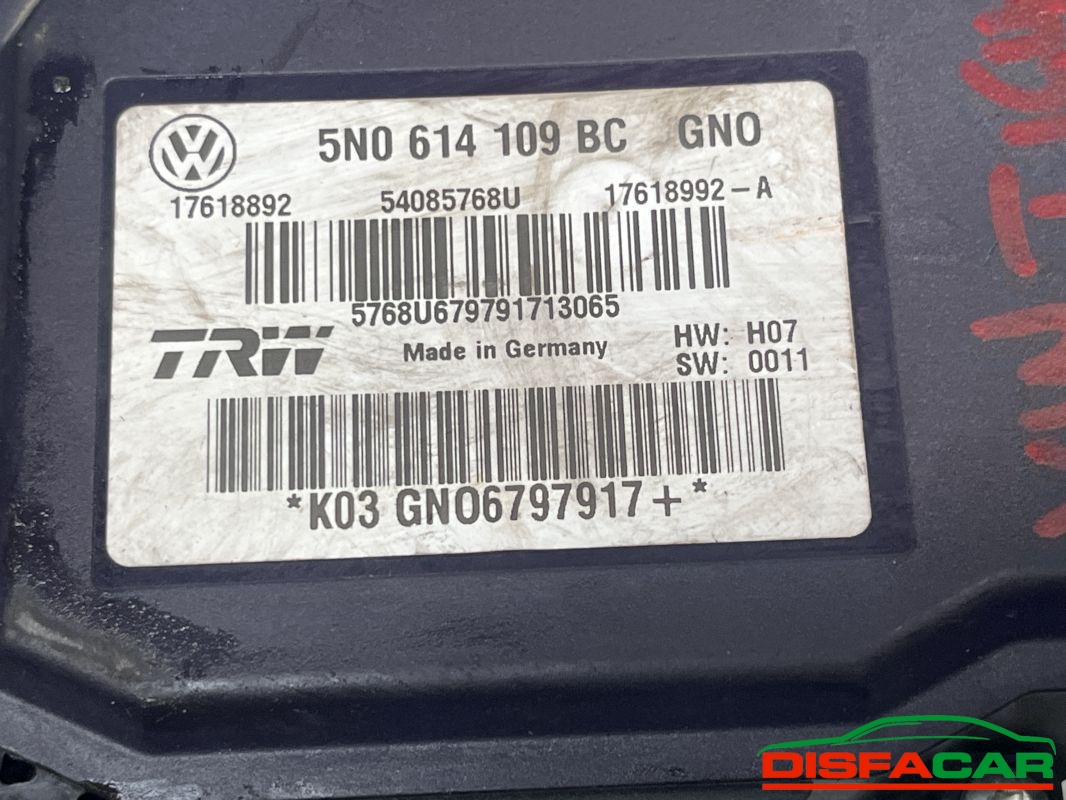 5N0 614 109 BC GNO
17618892 54085768U 17618992-A
5768U679791713065
TRW Made in Germany HW: H07
SW: 0011
*K03 GNO6797917+*
DISFACAR